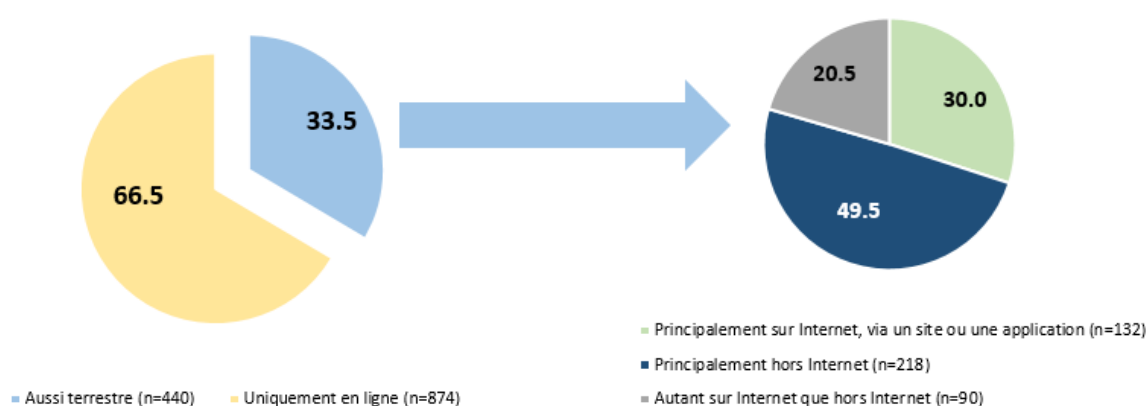 33.5
66.5
20.5
30.0
49.5
Principalement sur Internet, via un site ou une application (n=132)
Principalement hors Internet (n=218)
Aussi terrestre (n=440)
Uniquement en ligne (n=874)
Autant sur Internet que hors Internet (n=90)